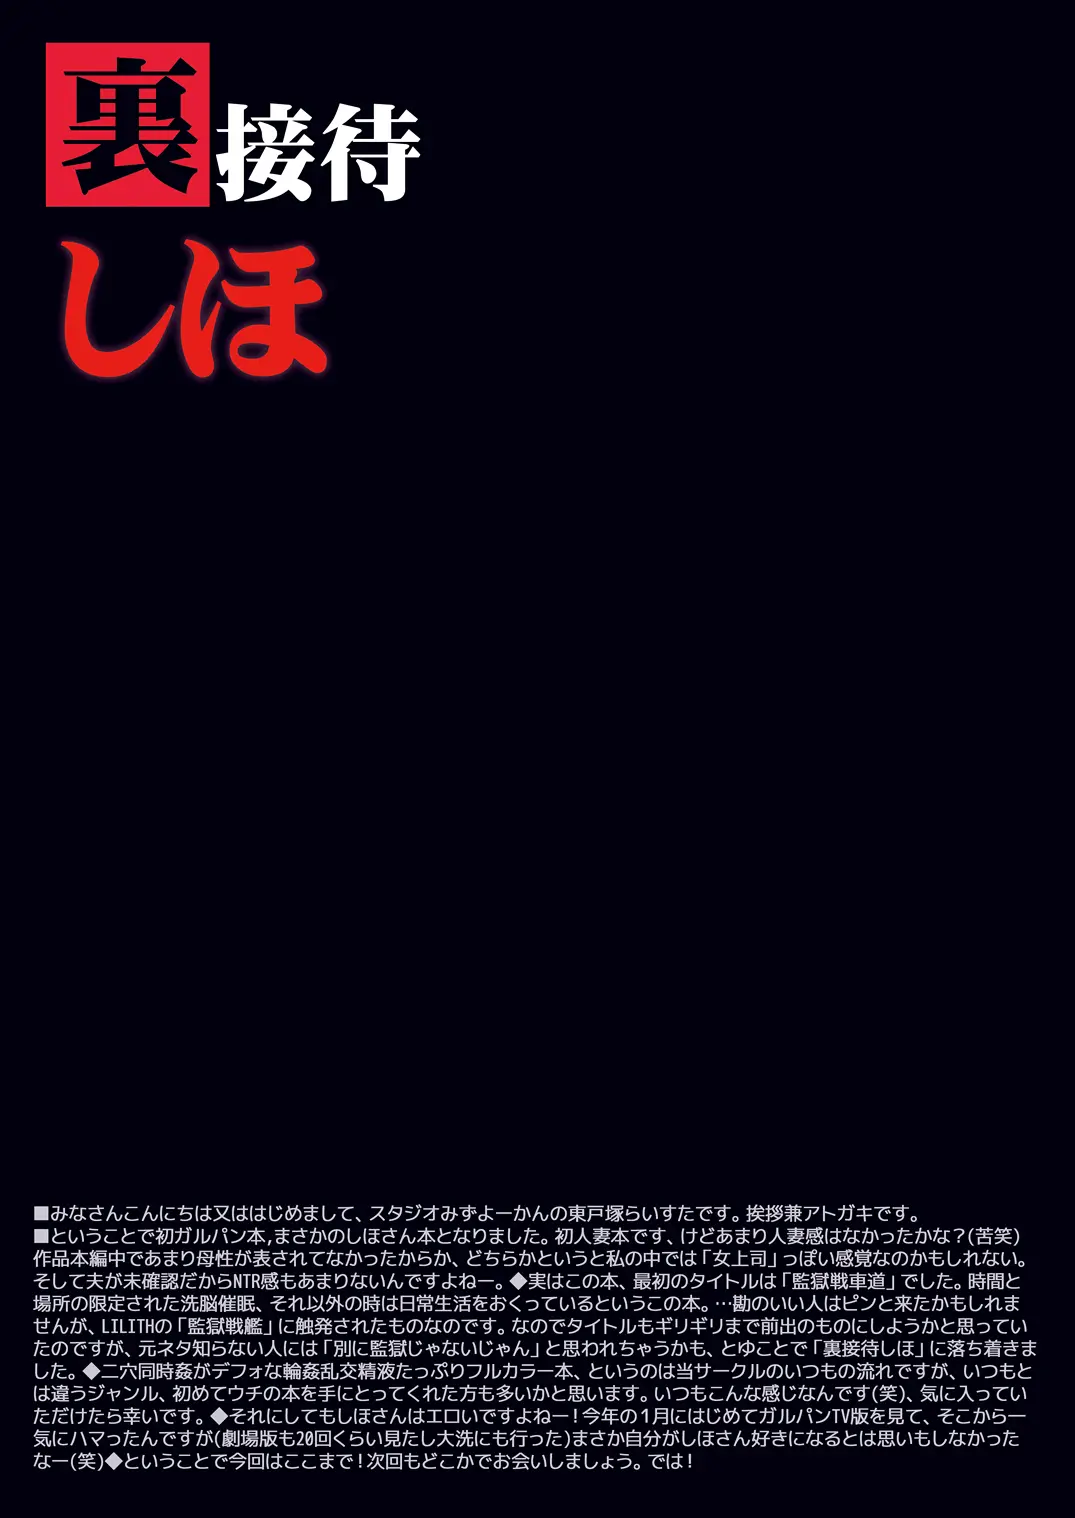 裏接待
しほ
■みなさんこんにちは又ははじめまして、スタジオみずよーかんの東戸塚らいすたです。挨拶兼アトガキです。
■ということで初ガルパン本,まさかのしほさん本となりました。初人妻本です、けどあまり人妻感はなかったかな？(苦笑)
作品本編中であまり母性が表されてなかったからか、どちらかというと私の中では「女上司」っぽい感覚なのかもしれない。
そして夫が未確認だからNTR感もあまりないんですよねー。◆実はこの本、最初のタイトルは「監獄戦車道」でした。時間と
場所の限定された洗脳催眠、それ以外の時は日常生活をおくっているというこの本。…勘のいい人はピンと来たかもしれま
せんが、LILITHの「監獄戦艦」に触発されたものなのです。なのでタイトルもギリギリまで前出のものにしようかと思ってい
たのですが、元ネタ知らない人には「別に監獄じゃないじゃん」と思われちゃうかも、とゆことで「裏接待しほ」に落ち着きま
した。◆二穴同時姦がデフォな輪姦乱交精液たっぷりフルカラー本、というのは当サークルのいつもの流れですが、いつもと
は違うジャンル、初めてウチの本を手にとってくれた方も多いかと思います。いつもこんな感じなんです(笑)、気に入ってい
ただけたら幸いです。◆それにしてもしほさんはエロいですよねー！今年の１月にはじめてガルパンTV版を見て、そこから一
気にハマったんですが(劇場版も20回くらい見たし大洗にも行った)まさか自分がしほさん好きになるとは思いもしなかった
なー(笑)◆ということで今回はここまで！次回もどこかでお会いしましょう。では！